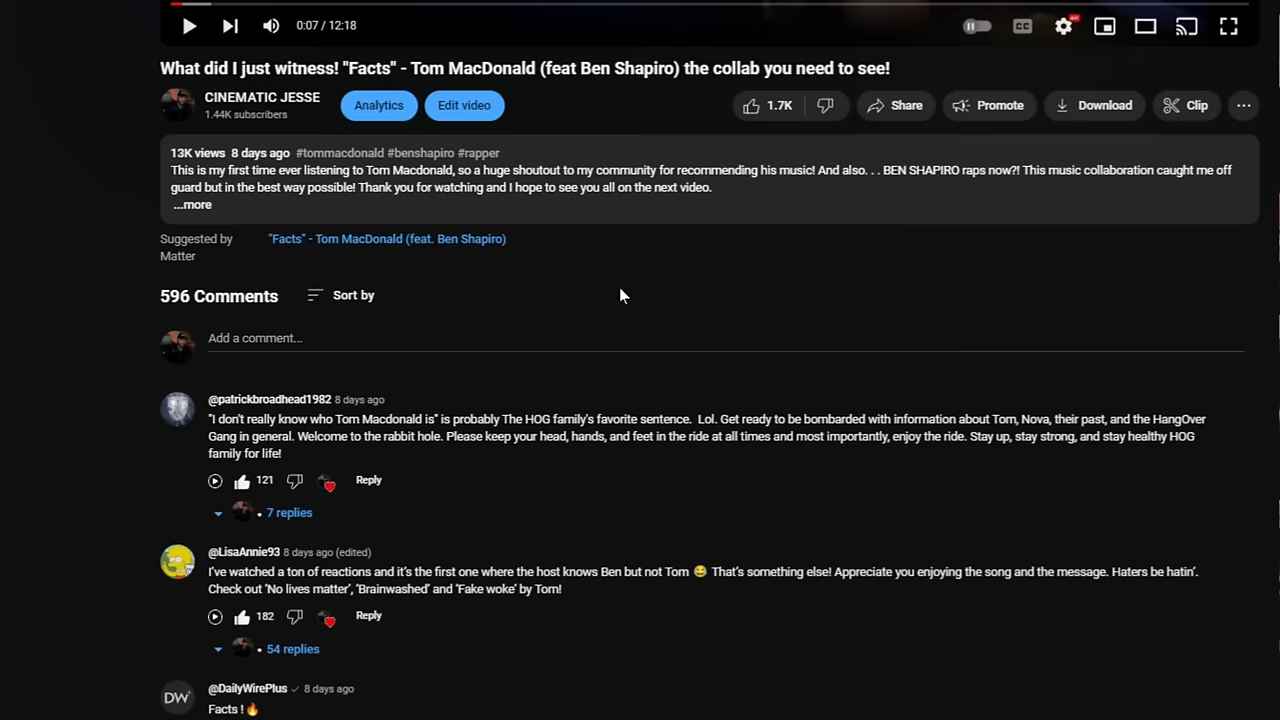 0:07 / 12:18
CC
4K
What did I just witness! "Facts" - Tom MacDonald (feat Ben Shapiro) the collab you need to see!
CINEMATIC JESSE
1.44K subscribers
Analytics
Edit video
1.7K
Share
Promote
Download
Clip
13K views 8 days ago #tommacdonald #benshapiro #rapper
This is my first time ever listening to Tom Macdonald, so a huge shoutout to my community for recommending his music! And also. . . BEN SHAPIRO raps now?! This music collaboration caught me off
guard but in the best way possible! Thank you for watching and I hope to see you all on the next video.
...more
Suggested by
Matter
"Facts" - Tom MacDonald (feat. Ben Shapiro)
596 Comments
Sort by
Add a comment...
@patrickbroadhead1982 8 days ago
"I don't really know who Tom Macdonald is" is probably The HOG family's favorite sentence. Lol. Get ready to be bombarded with information about Tom, Nova, their past, and the HangOver
Gang in general. Welcome to the rabbit hole. Please keep your head, hands, and feet in the ride at all times and most importantly, enjoy the ride. Stay up, stay strong, and stay healthy HOG
family for life!
121
Reply
7 replies
@LisaAnnie93 8 days ago (edited)
I've watched a ton of reactions and it's the first one where the host knows Ben but not Tom 😂 That's something else! Appreciate you enjoying the song and the message. Haters be hatin'.
Check out 'No lives matter', 'Brainwashed' and 'Fake woke' by Tom!
182
Reply
54 replies
DW+
@DailyWirePlus 8 days ago
Facts ! 🔥